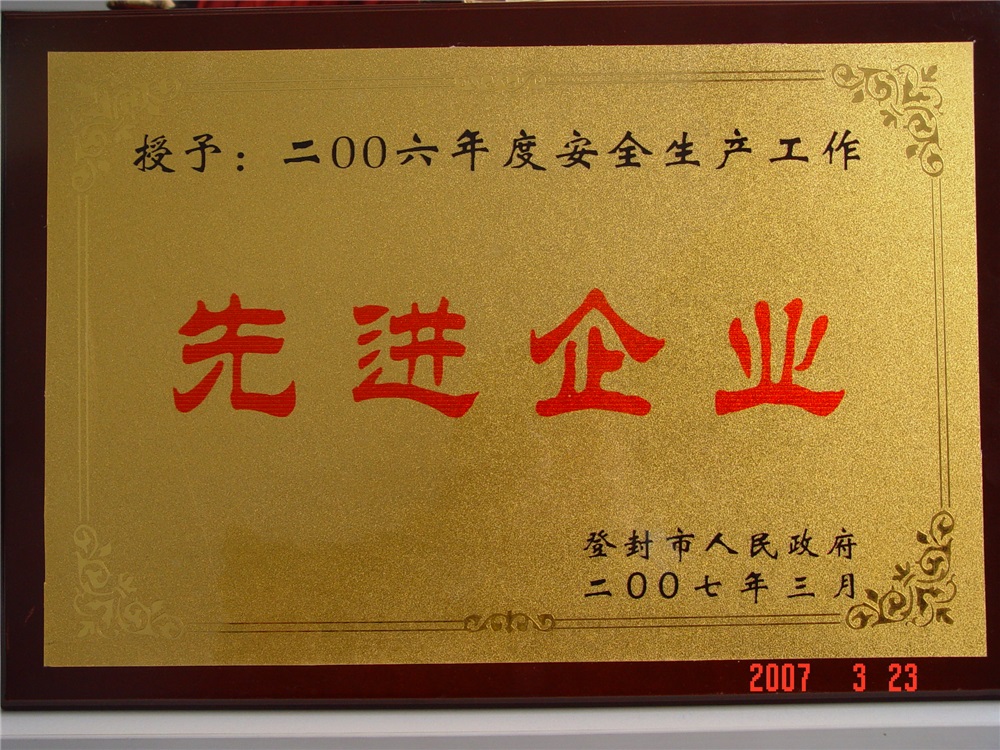 授予：二00六年度安全生产工作
先进企业
登封市人民政府
二00七年三月
2007 3 23